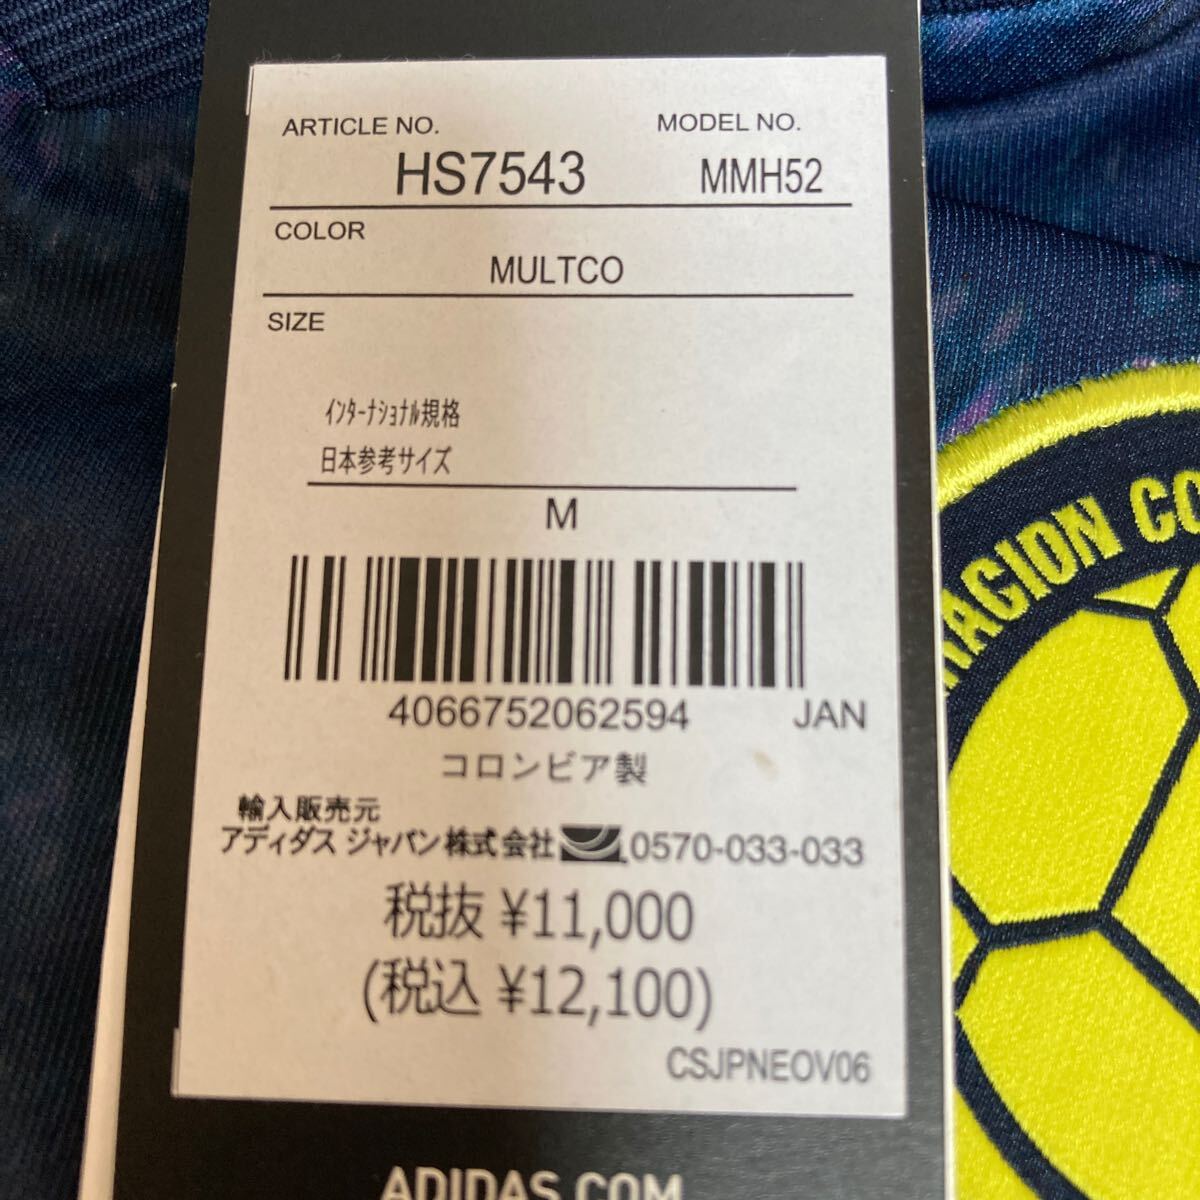 ARTICLE NO. MODEL NO.
HS7543 MMH52
COLOR
MULTCO
SIZE
インターナショナル規格
日本参考サイズ
M
4066752062594 JAN
コロンビア製
輸入販売元
アディダス ジャパン株式会社 0570-033-033
税抜 ¥11,000
(税込 ¥12,100)
CSJPNEOV06
ADIDAS.COM